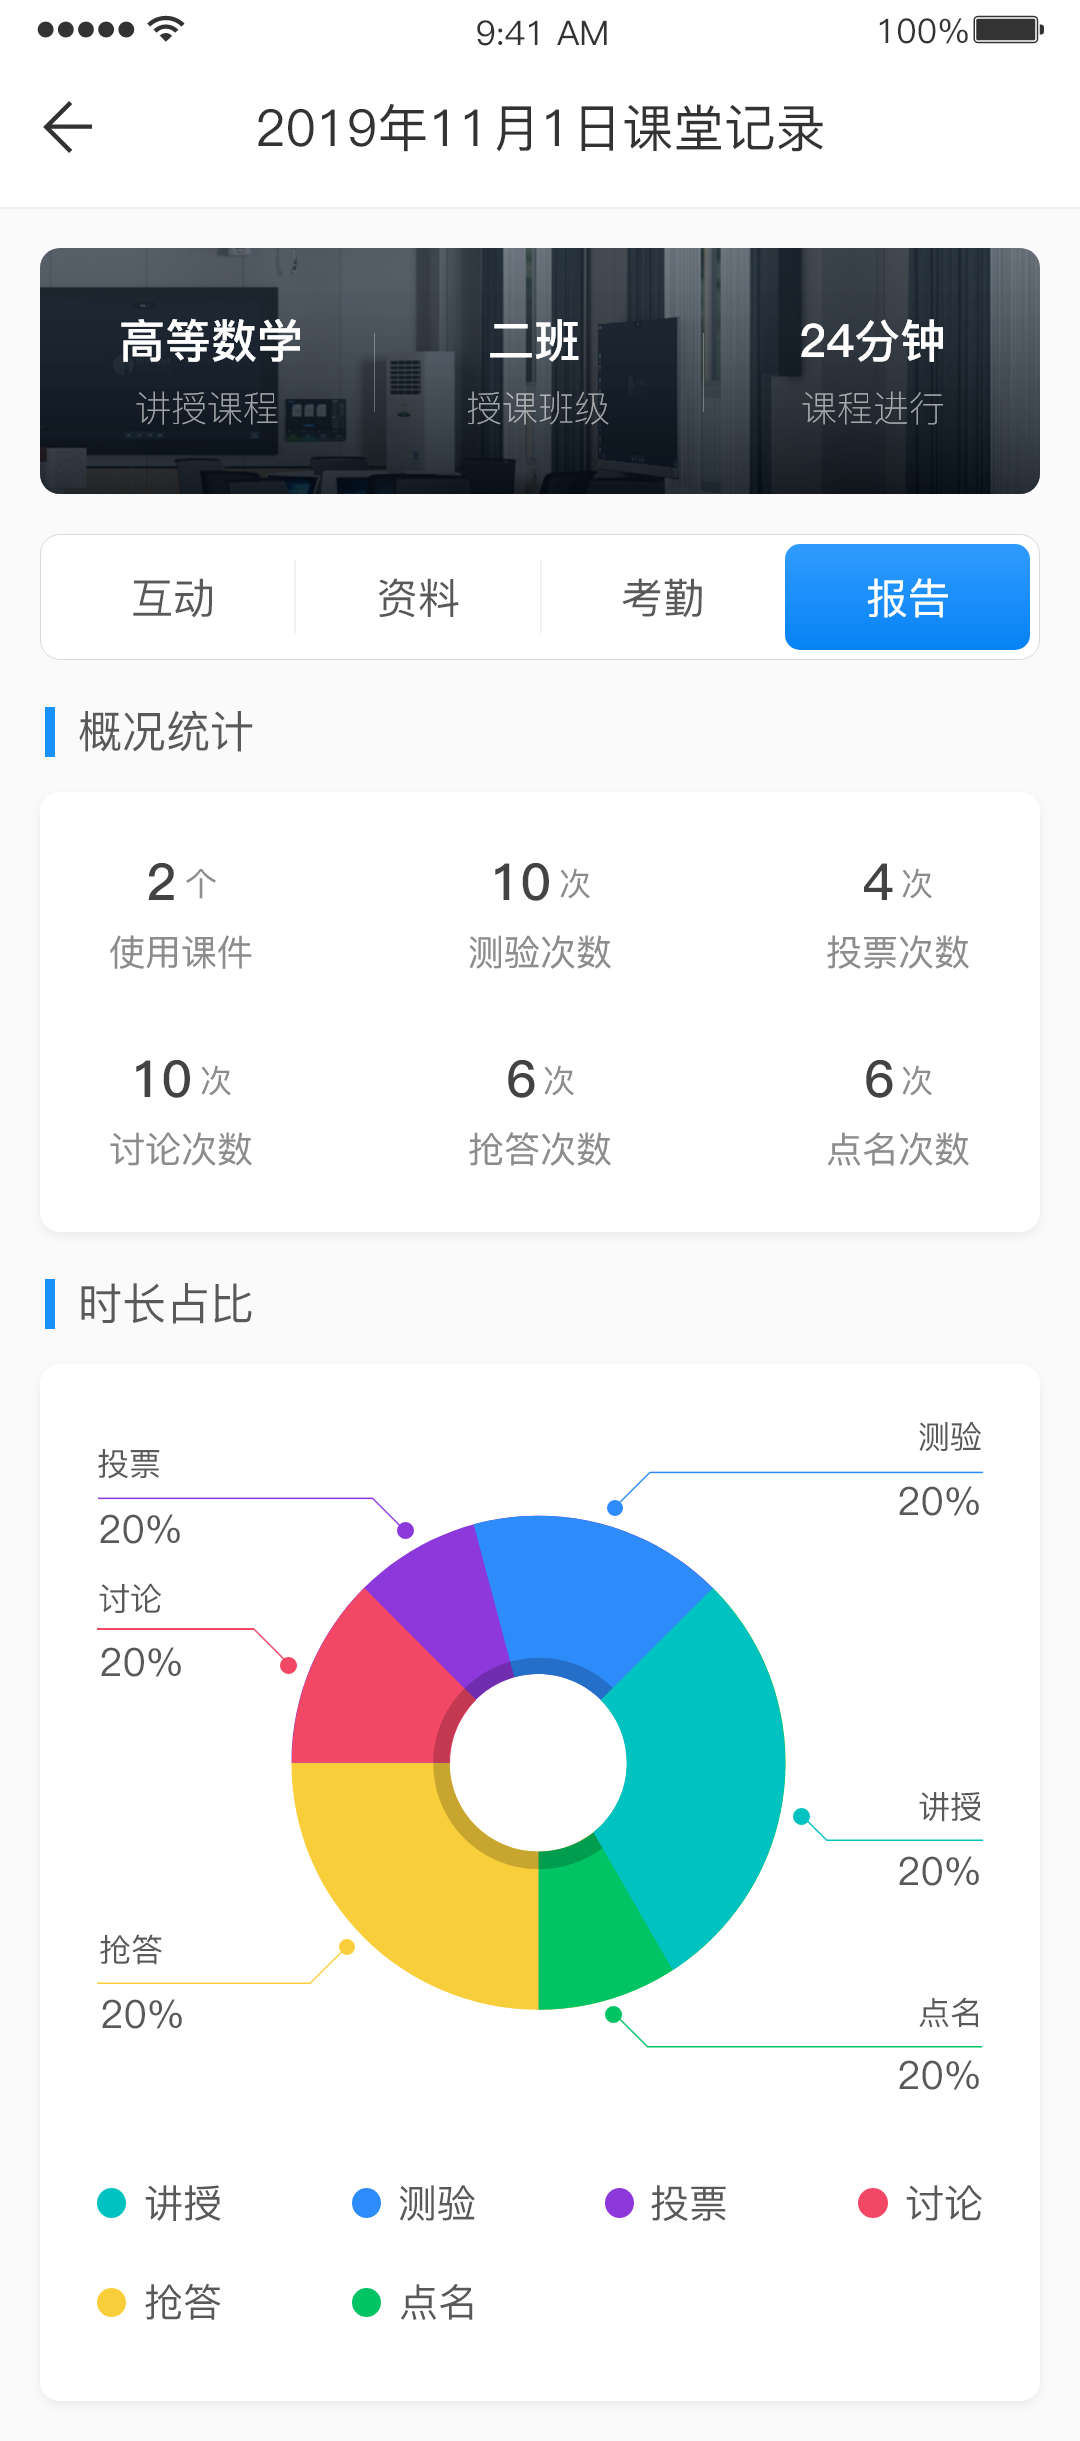 9:41 AM
100%
2019年11月1日课堂记录
高等数学
二班
24分钟
讲授课程
授课班级
课程进行
互动
资料
考勤
报告
概况统计
2个
10次
4次
使用课件
测验次数
投票次数
10次
6次
6次
讨论次数
抢答次数
点名次数
时长占比
测验
20%
投票
20%
讨论
20%
讲授
20%
抢答
20%
点名
20%
讲授
测验
投票
讨论
抢答
点名